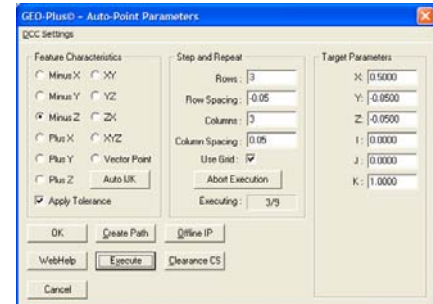 GEO-Plus© - Auto-Point Parameters
DCC Settings
Feature Characteristics
Minus X XY
Minus Y YZ
Minus Z ZX
Plus X XYZ
Plus Y Vector Point
Plus Z Auto IJK
Apply Tolerance
Step and Repeat
Rows: 3
Row Spacing: -0.05
Columns: 3
Column Spacing: 0.05
Use Grid:
Abort Execution
Executing: 3/9
Target Parameters
X: 0.5000
Y: -0.8500
Z: -0.0500
I: 0.0000
J: 0.0000
K: 1.0000
OK Create Path Offline IP
WebHelp Execute Clearance CS
Cancel